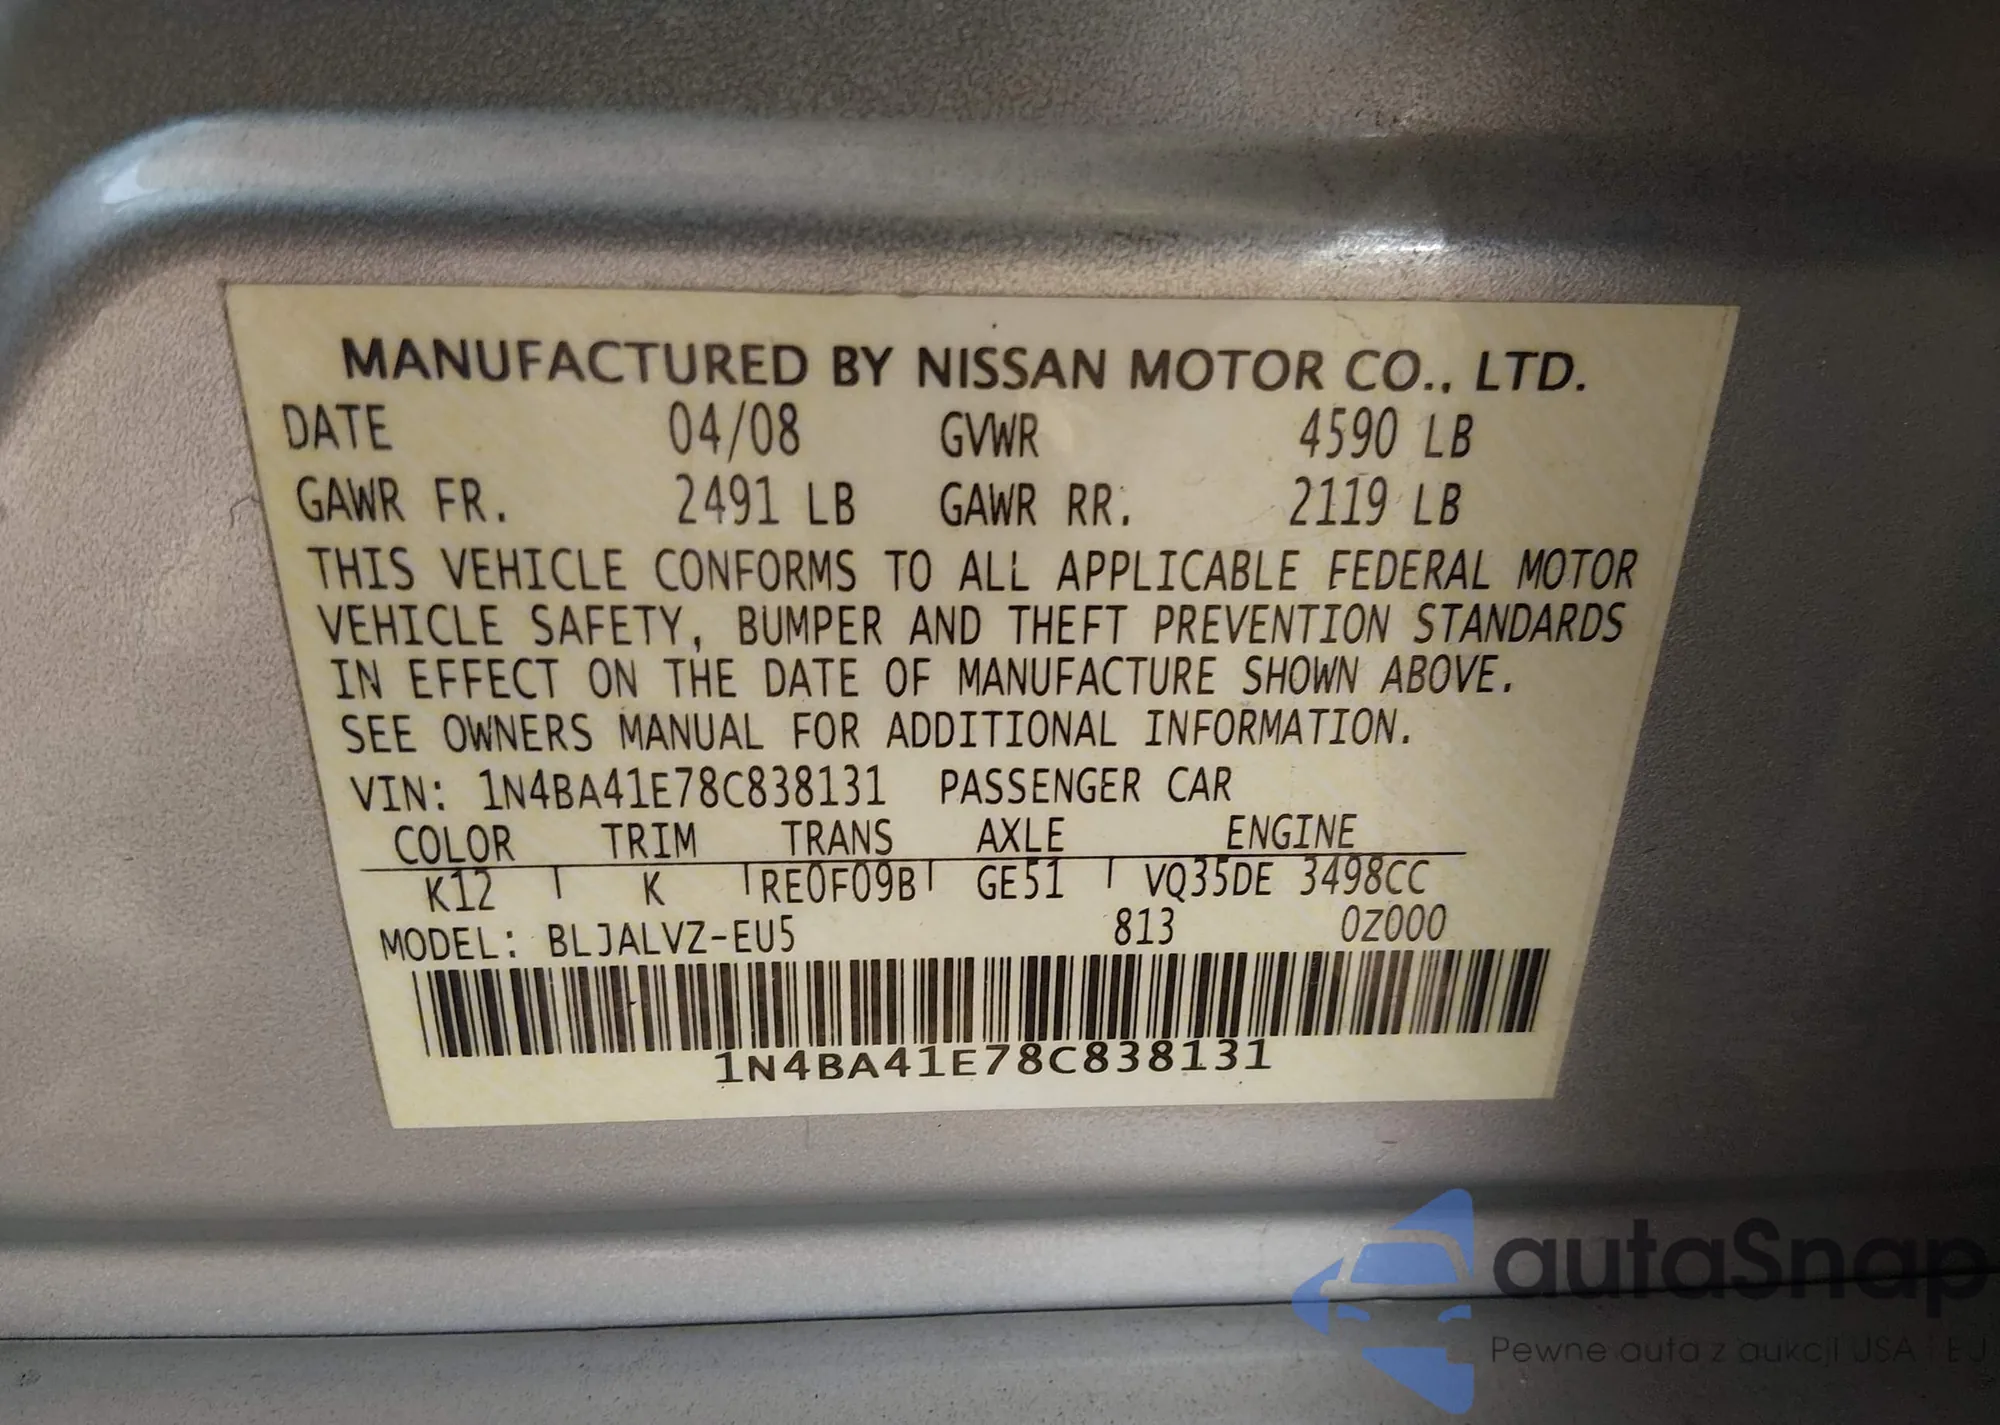 MANUFACTURED BY NISSAN MOTOR CO., LTD.
DATE 04/08 GVWR 4590 LB
GAWR FR. 2491 LB GAWR RR. 2119 LB
THIS VEHICLE CONFORMS TO ALL APPLICABLE FEDERAL MOTOR
VEHICLE SAFETY, BUMPER AND THEFT PREVENTION STANDARDS
IN EFFECT ON THE DATE OF MANUFACTURE SHOWN ABOVE.
SEE OWNERS MANUAL FOR ADDITIONAL INFORMATION.
VIN: 1N4BA41E78C838131 PASSENGER CAR
COLOR TRIM TRANS AXLE ENGINE
K12 K RE0F09B GE51 VQ35DE 3498CC
MODEL: BLJALVZ-EU5 813 0Z000
1N4BA41E78C838131
autaSnap
Pewne auta z aukcji USA i EU